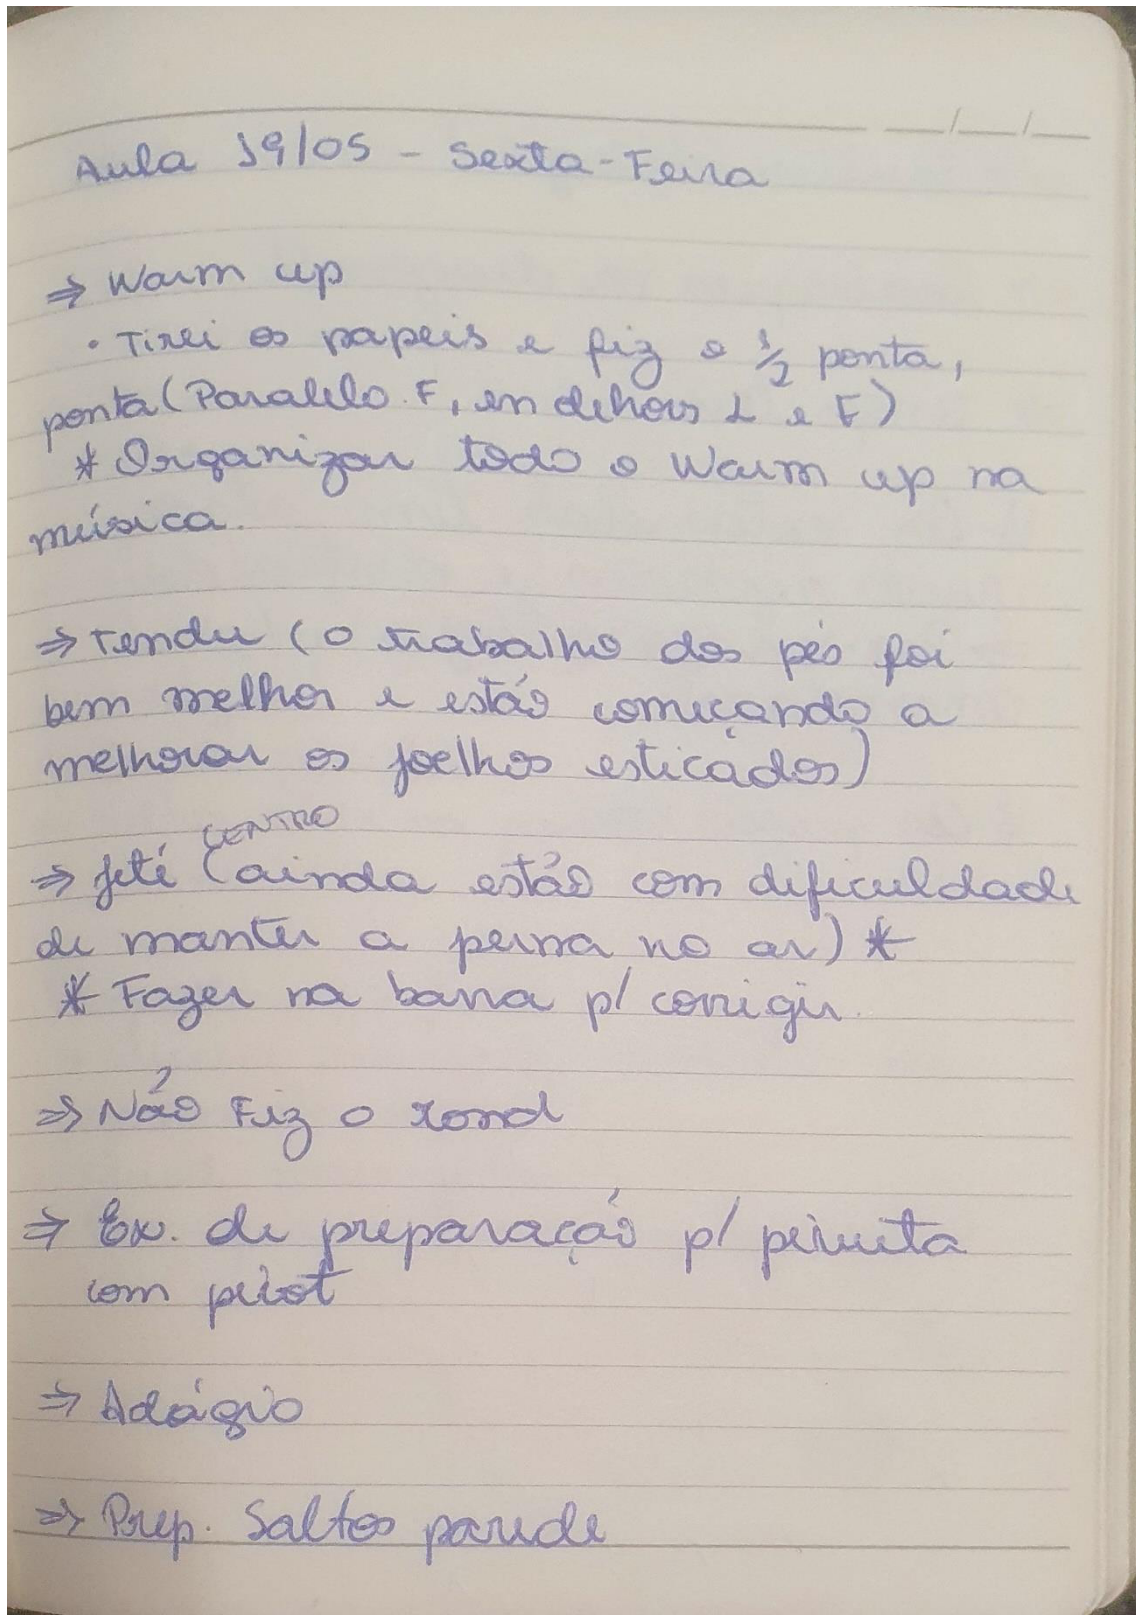 Aula 19/05 - Sexta-Feira
⇒ Warm up
• Tirei os papeis e fiz o 1/2 ponta,
ponta (Paralelo. F, en dehors L e F)
* Organizar todo o Warm up na
música.
⇒ Tendu (o trabalho dos pés foi
bem melhor e estão começando a
melhorar os joelhos esticados)
CENTRO
⇒ Jeté (ainda estão com dificuldade
de manter a perna no ar) *
* Fazer na barra p/ corrigir.
⇒ Não Fiz o rond
⇒ Ex. de preparação p/ pirueta
com pivot
⇒ Adágio
⇒ Prep. Saltos parede